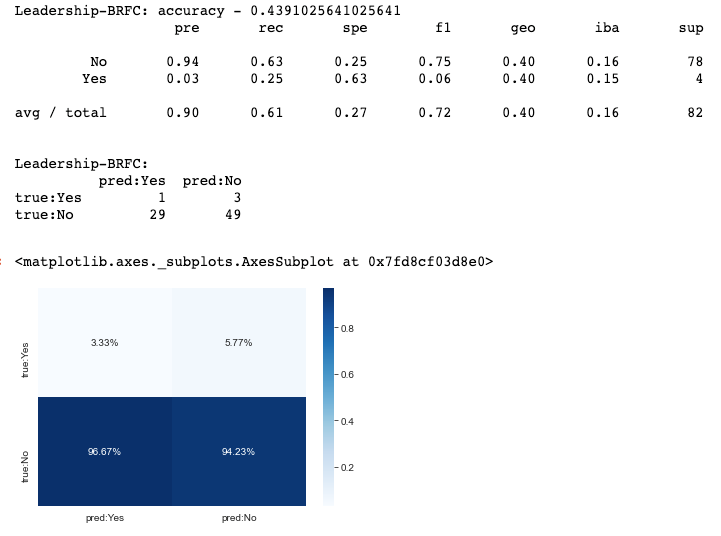 Leadership-BRFC: accuracy - 0.4391025641025641
pre rec spe f1 geo iba sup
No 0.94 0.63 0.25 0.75 0.40 0.16 78
Yes 0.03 0.25 0.63 0.06 0.40 0.15 4
avg / total 0.90 0.61 0.27 0.72 0.40 0.16 82
Leadership-BRFC:
pred:Yes pred:No
true:Yes 1 3
true:No 29 49
<matplotlib.axes._subplots.AxesSubplot at 0x7fd8cf03d8e0>
true:Yes 3.33% 5.77%
true:No 96.67% 94.23%
pred:Yes pred:No
0.8
0.6
0.4
0.2